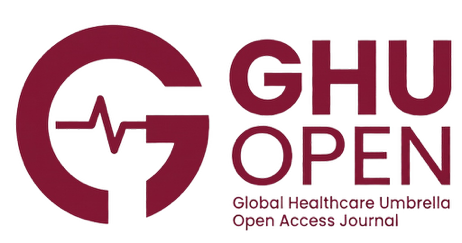 GHU
OPEN
Global Healthcare Umbrella
Open Access Journal